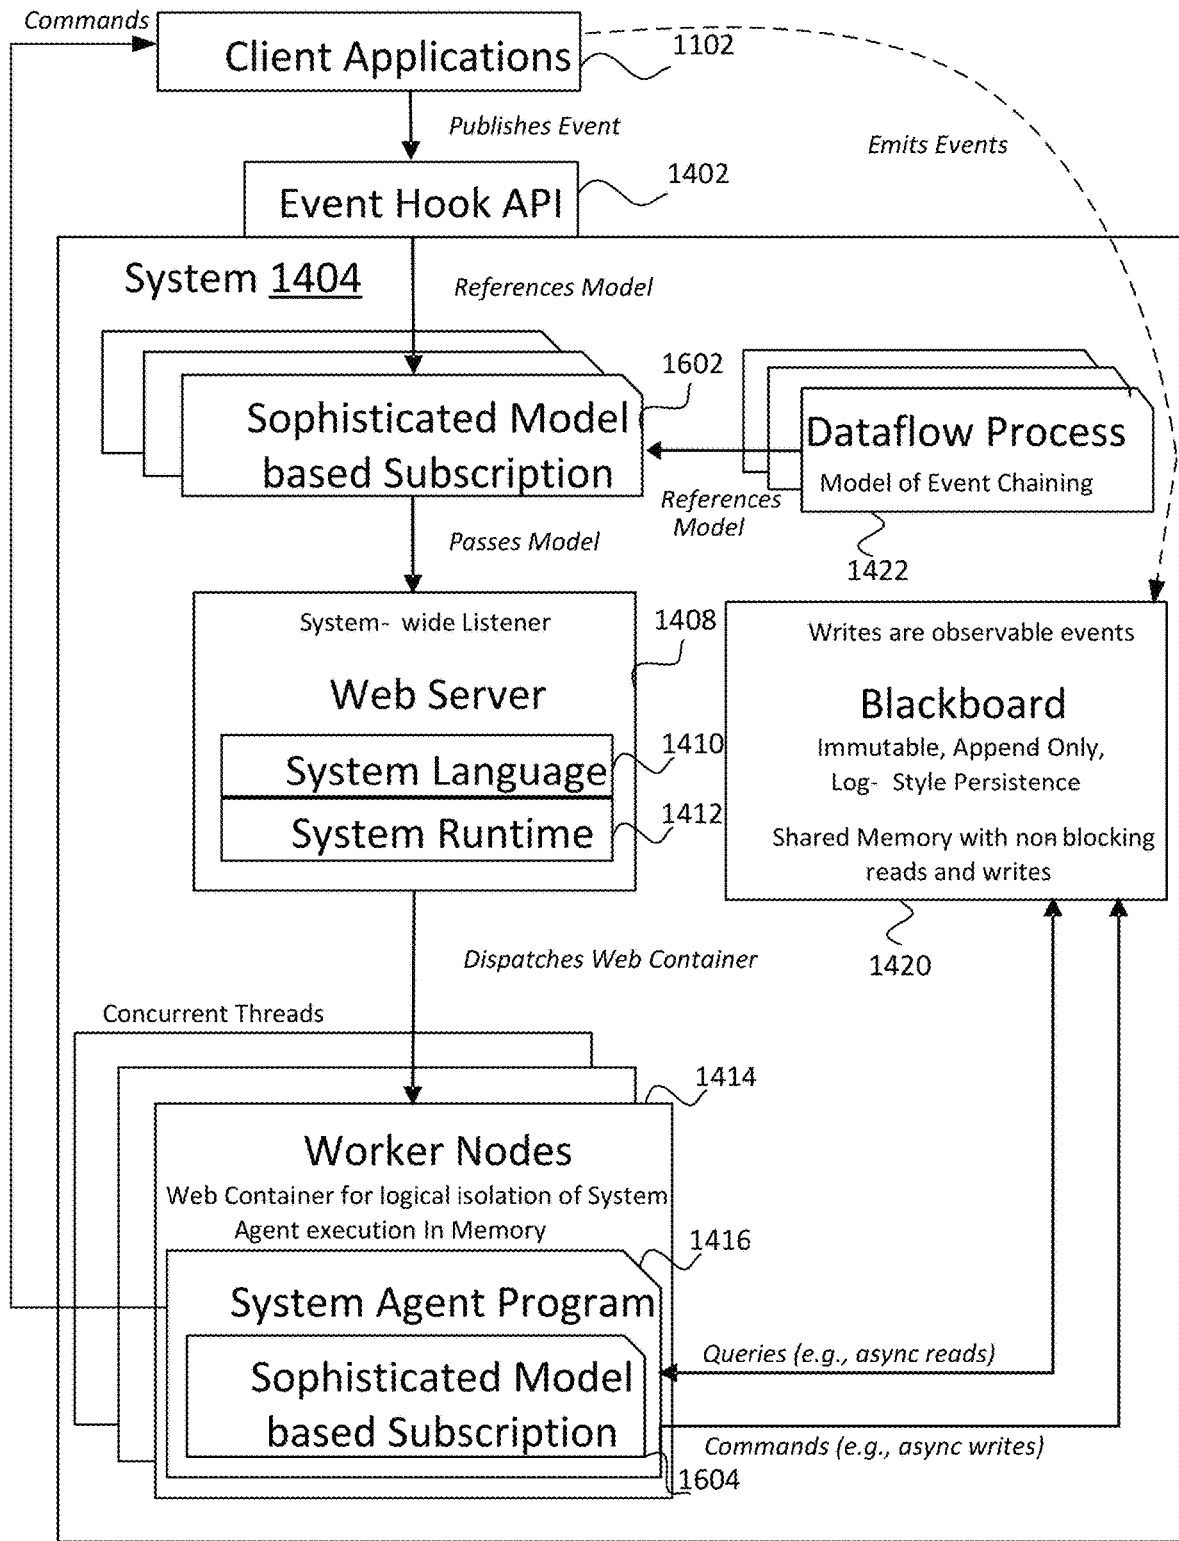 Commands
Client Applications
1102
Publishes Event
Emits Events
Event Hook API
1402
System 1404
References Model
1602
Sophisticated Model
based Subscription
Dataflow Process
Model of Event Chaining
References
Model
1422
Passes Model
System- wide Listener
1408
Web Server
System Language
1410
System Runtime
1412
Writes are observable events
Blackboard
Immutable, Append Only,
Log- Style Persistence
Shared Memory with non blocking
reads and writes
1420
Dispatches Web Container
Concurrent Threads
1414
Worker Nodes
Web Container for logical isolation of System
Agent execution In Memory
1416
System Agent Program
Sophisticated Model
based Subscription
1604
Queries (e.g., async reads)
Commands (e.g., async writes)